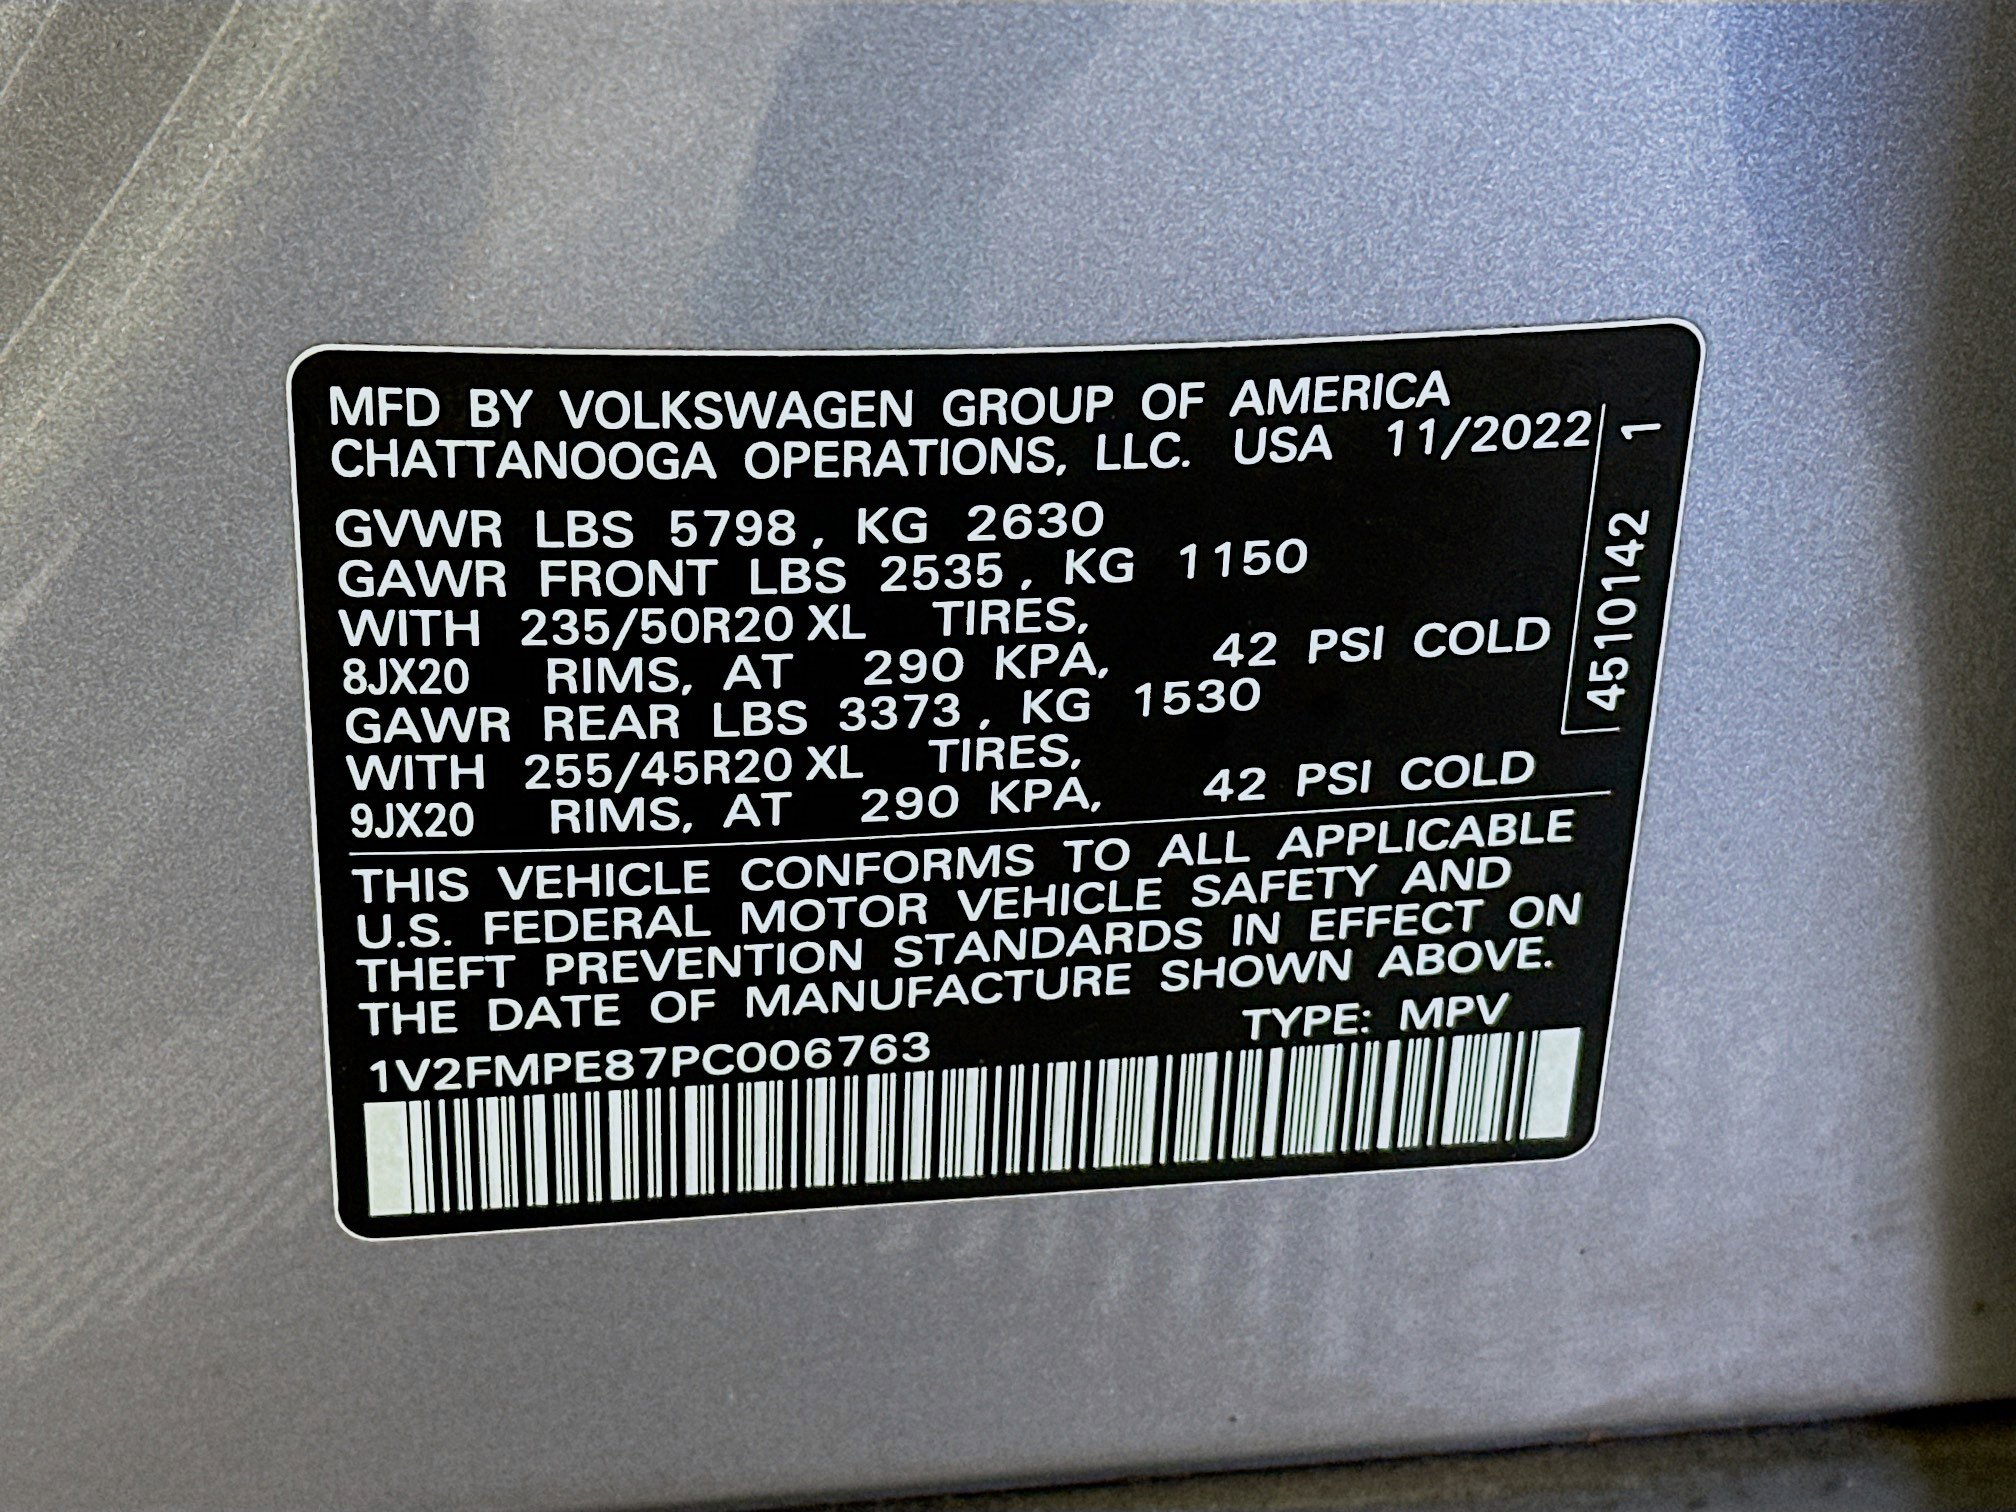 MFD BY VOLKSWAGEN GROUP OF AMERICA
CHATTANOOGA OPERATIONS, LLC. USA 11/2022
GVWR LBS 5798, KG 2630
GAWR FRONT LBS 2535, KG 1150
WITH 235/50R20 XL TIRES,
8JX20 RIMS, AT 290 KPA, 42 PSI COLD
GAWR REAR LBS 3373, KG 1530
WITH 255/45R20 XL TIRES,
9JX20 RIMS, AT 290 KPA, 42 PSI COLD
4510142 1
THIS VEHICLE CONFORMS TO ALL APPLICABLE
U.S. FEDERAL MOTOR VEHICLE SAFETY AND
THEFT PREVENTION STANDARDS IN EFFECT ON
THE DATE OF MANUFACTURE SHOWN ABOVE.
1V2FMPE87PC006763 TYPE: MPV